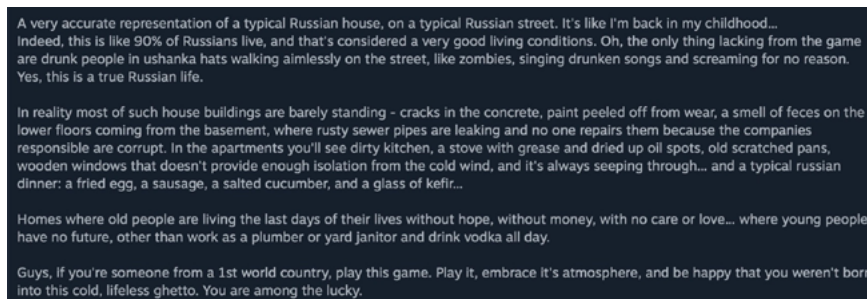 A very accurate representation of a typical Russian house, on a typical Russian street. It's like I'm back in my childhood...
Indeed, this is like 90% of Russians live, and that's considered a very good living conditions. Oh, the only thing lacking from the game
are drunk people in ushanka hats walking aimlessly on the street, like zombies, singing drunken songs and screaming for no reason.
Yes, this is a true Russian life.
In reality most of such house buildings are barely standing - cracks in the concrete, paint peeled off from wear, a smell of feces on the
lower floors coming from the basement, where rusty sewer pipes are leaking and no one repairs them because the companies
responsible are corrupt. In the apartments you'll see dirty kitchen, a stove with grease and dried up oil spots, old scratched pans,
wooden windows that doesn't provide enough isolation from the cold wind, and it's always seeping through... and a typical russian
dinner: a fried egg, a sausage, a salted cucumber, and a glass of kefir...
Homes where old people are living the last days of their lives without hope, without money, with no care or love... where young people
have no future, other than work as a plumber or yard janitor and drink vodka all day.
Guys, if you're someone from a 1st world country, play this game. Play it, embrace it's atmosphere, and be happy that you weren't born
into this cold, lifeless ghetto. You are among the lucky.